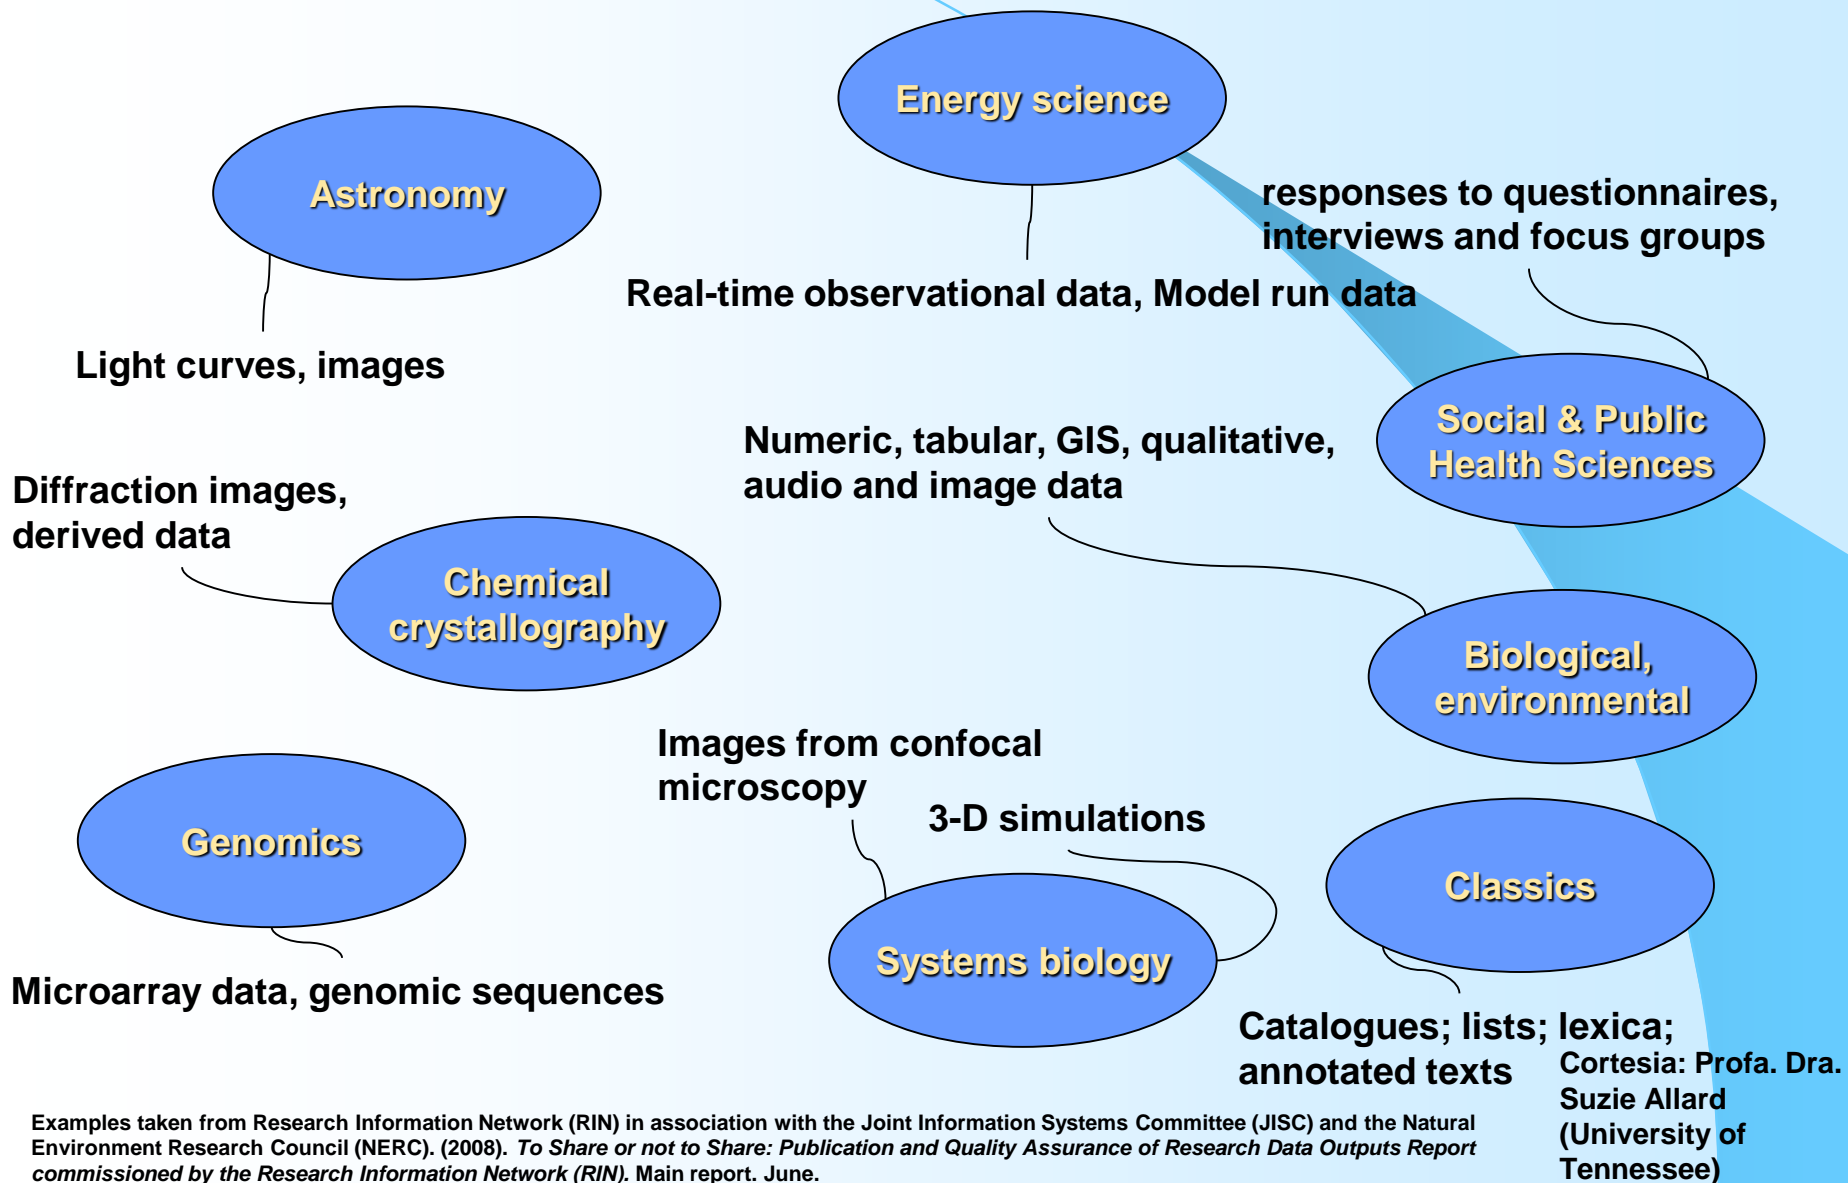 Energy science
Astronomy
responses to questionnaires,
interviews and focus groups
Real-time observational data, Model run data
Light curves, images
Social & Public
Health Sciences
Numeric, tabular, GIS, qualitative,
audio and image data
Diffraction images,
derived data
Chemical
crystallography
Biological,
environmental
Images from confocal
microscopy
3-D simulations
Genomics
Classics
Systems biology
Microarray data, genomic sequences
Catalogues; lists; lexica;
annotated texts
Cortesia: Profa. Dra.
Suzie Allard
(University of
Tennessee)
Examples taken from Research Information Network (RIN) in association with the Joint Information Systems Committee (JISC) and the Natural
Environment Research Council (NERC). (2008). To Share or not to Share: Publication and Quality Assurance of Research Data Outputs Report
commissioned by the Research Information Network (RIN). Main report. June.